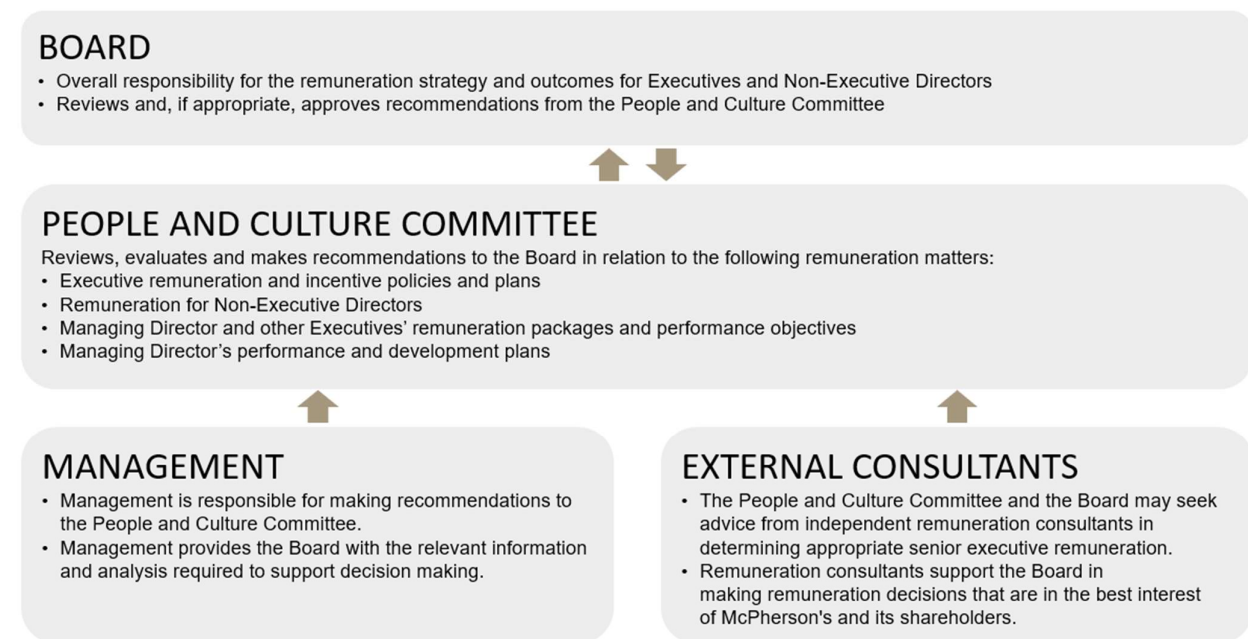 BOARD
• Overall responsibility for the remuneration strategy and outcomes for Executives and Non-Executive Directors
• Reviews and, if appropriate, approves recommendations from the People and Culture Committee
PEOPLE AND CULTURE COMMITTEE
Reviews, evaluates and makes recommendations to the Board in relation to the following remuneration matters:
• Executive remuneration and incentive policies and plans
• Remuneration for Non-Executive Directors
• Managing Director and other Executives’ remuneration packages and performance objectives
• Managing Director’s performance and development plans
MANAGEMENT
• Management is responsible for making recommendations to
the People and Culture Committee.
• Management provides the Board with the relevant information
and analysis required to support decision making.
EXTERNAL CONSULTANTS
• The People and Culture Committee and the Board may seek
advice from independent remuneration consultants in
determining appropriate senior executive remuneration.
• Remuneration consultants support the Board in
making remuneration decisions that are in the best interest
of McPherson's and its shareholders.